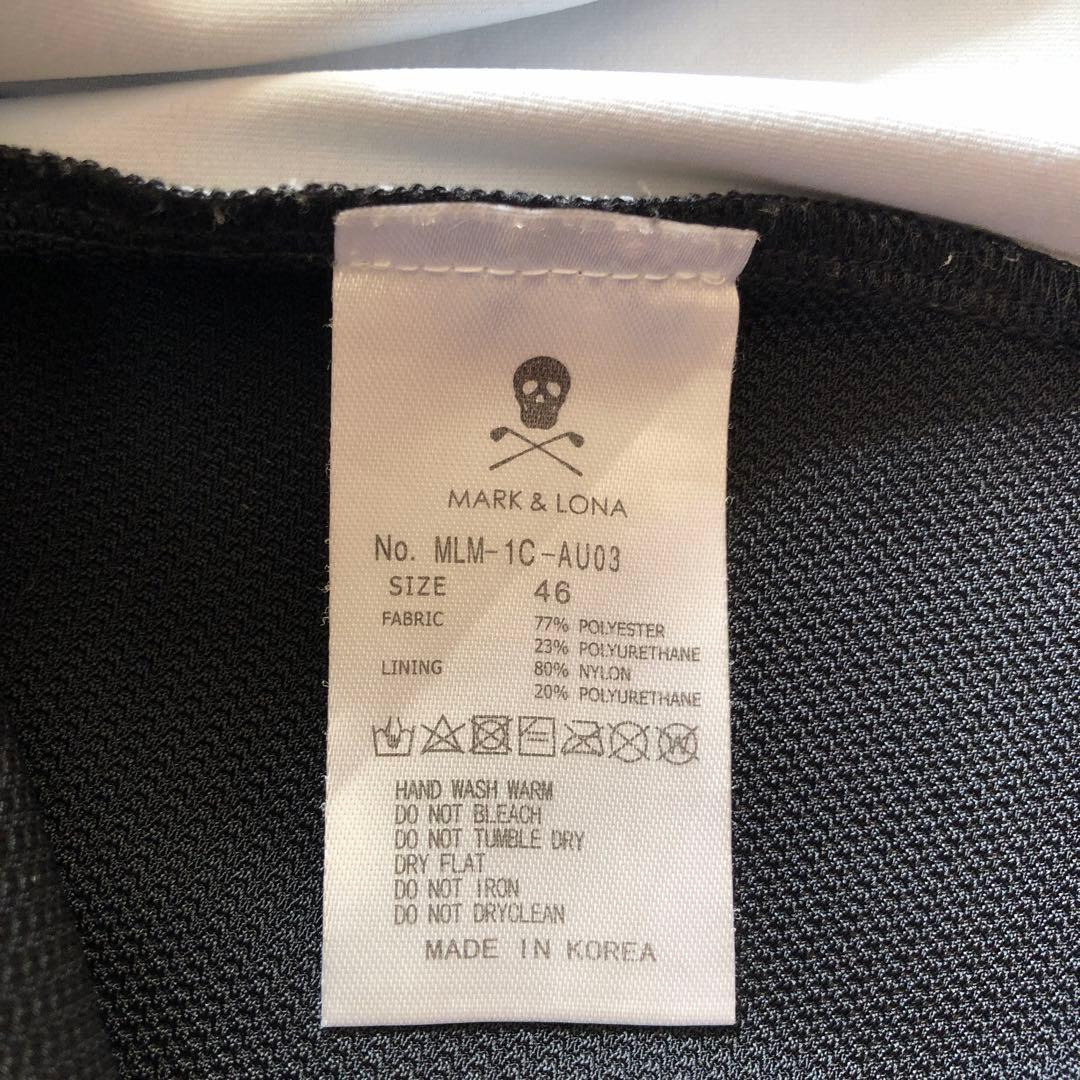 MARK & LONA
No. MLM-1C-AU03
SIZE 46
FABRIC 77% POLYESTER
23% POLYURETHANE
LINING 80% NYLON
20% POLYURETHANE
W
HAND WASH WARM
DO NOT BLEACH
DO NOT TUMBLE DRY
DRY FLAT
DO NOT IRON
DO NOT DRYCLEAN
MADE IN KOREA